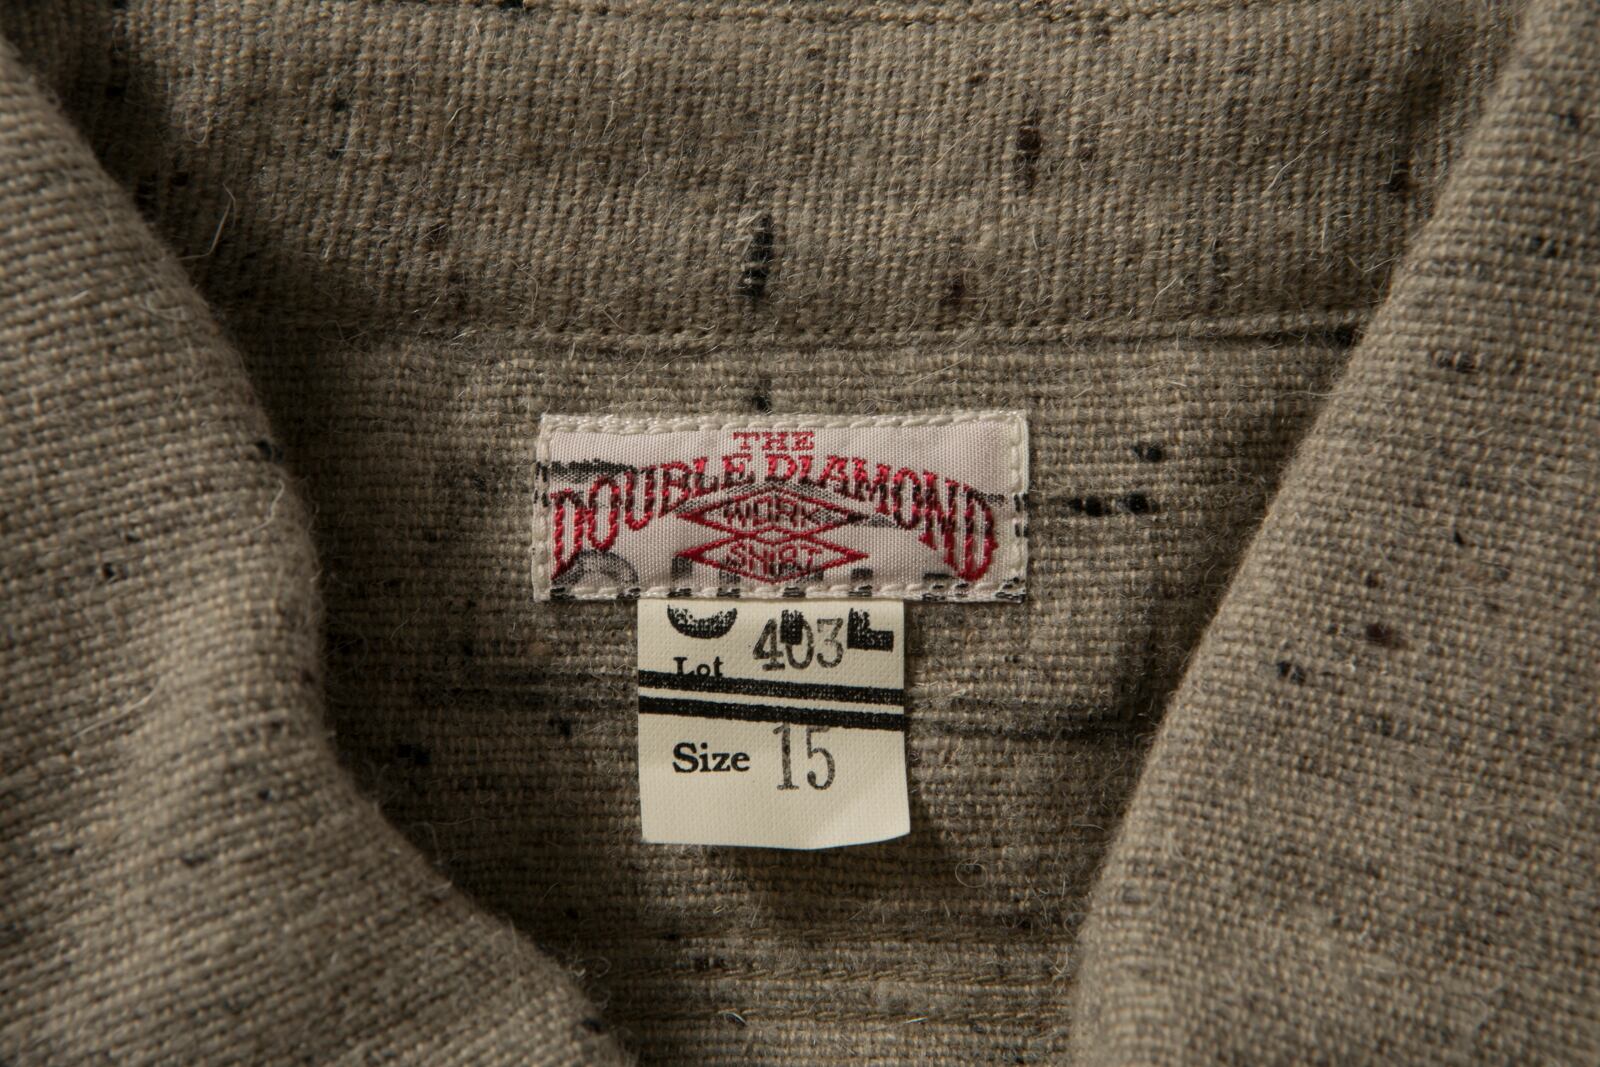 THE
DOUBLE DIAMOND
WORK
SHIRT
Lot 403
Size 15